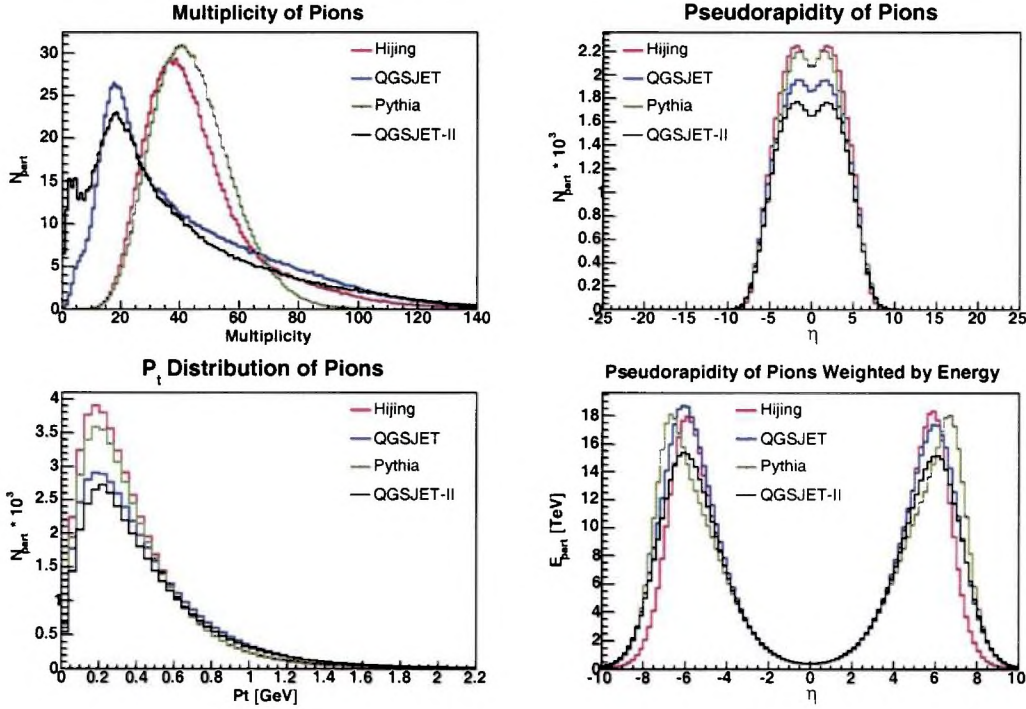 Multiplicity of Pions
N_part
30
25
20
15
10
5
0
0 20 40 60 80 100 120 140
Multiplicity
Hijing
QGSJET
Pythia
QGSJET-II
Pseudorapidity of Pions
N_part * 10^3
2.2
2
1.8
1.6
1.4
1.2
1
0.8
0.6
0.4
0.2
0
-25 -20 -15 -10 -5 0 5 10 15 20 25
η
Hijing
QGSJET
Pythia
QGSJET-II
P_t Distribution of Pions
N_part * 10^3
4
3.5
3
2.5
2
1.5
1
0.5
0
0 0.2 0.4 0.6 0.8 1 1.2 1.4 1.6 1.8 2 2.2
Pt [GeV]
Hijing
QGSJET
Pythia
QGSJET-II
Pseudorapidity of Pions Weighted by Energy
E_part [TeV]
18
16
14
12
10
8
6
4
2
0
-10 -8 -6 -4 -2 0 2 4 6 8 10
η
Hijing
QGSJET
Pythia
QGSJET-II